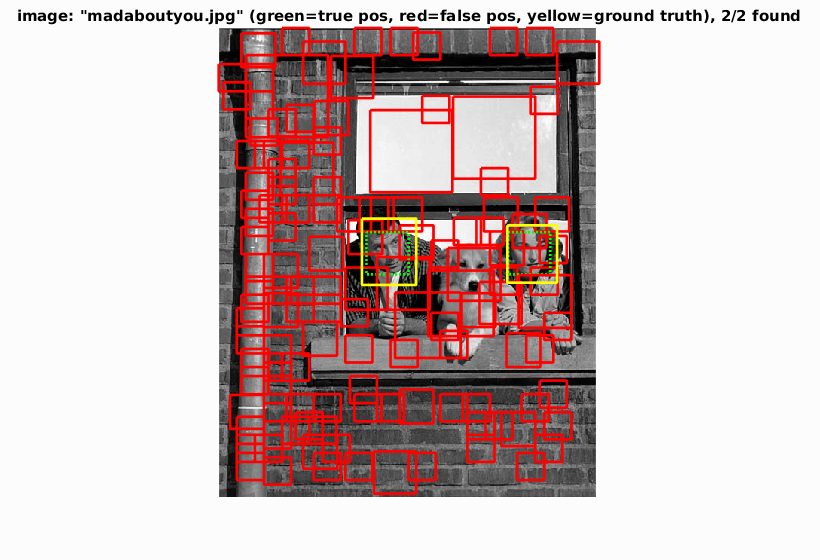 image: "madaboutyou.jpg" (green=true pos, red=false pos, yellow=ground truth), 2/2 found